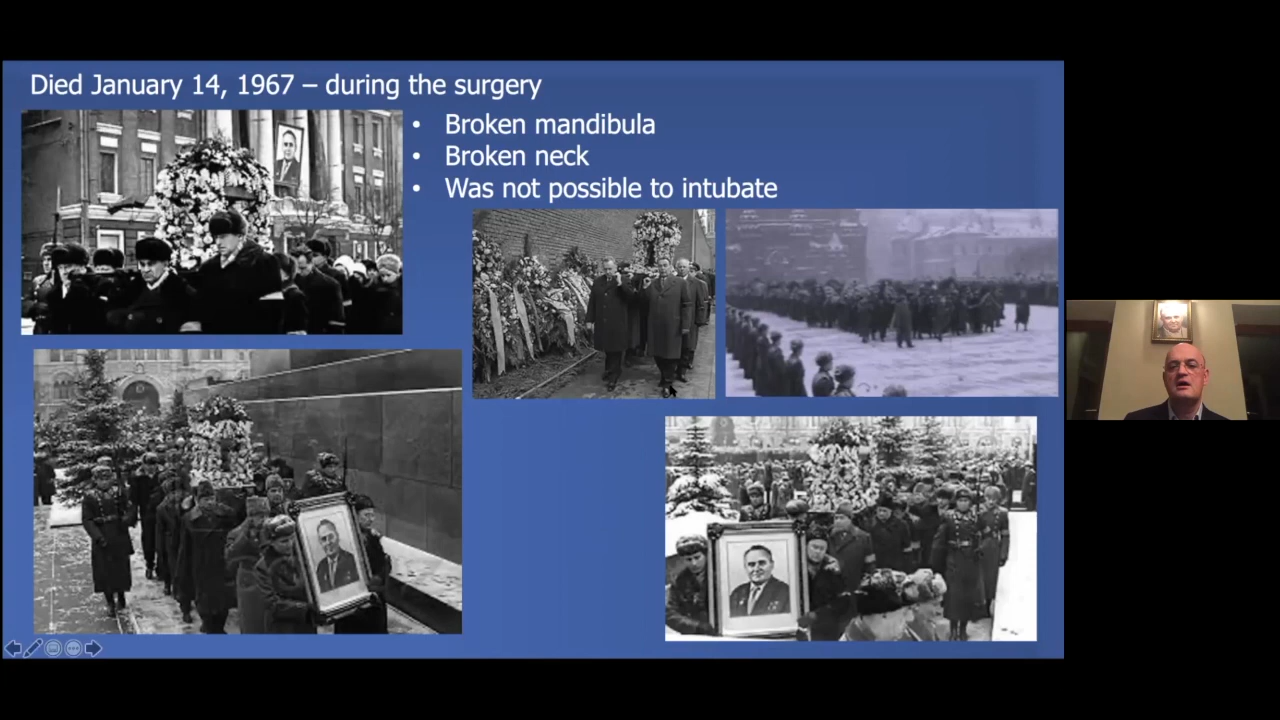 Died January 14, 1967 – during the surgery
• Broken mandibula
• Broken neck
• Was not possible to intubate